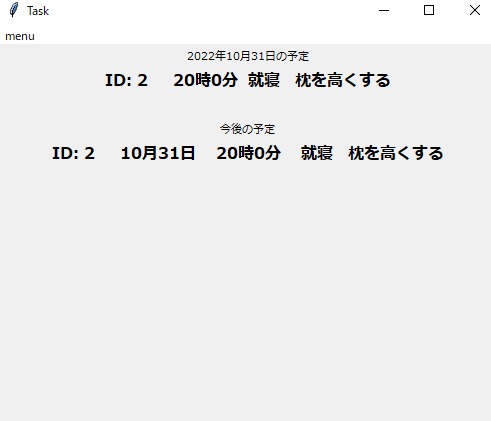 Task
menu
2022年10月31日の予定
ID: 2 20時0分 就寝 枕を高くする
今後の予定
ID: 2 10月31日 20時0分 就寝 枕を高くする